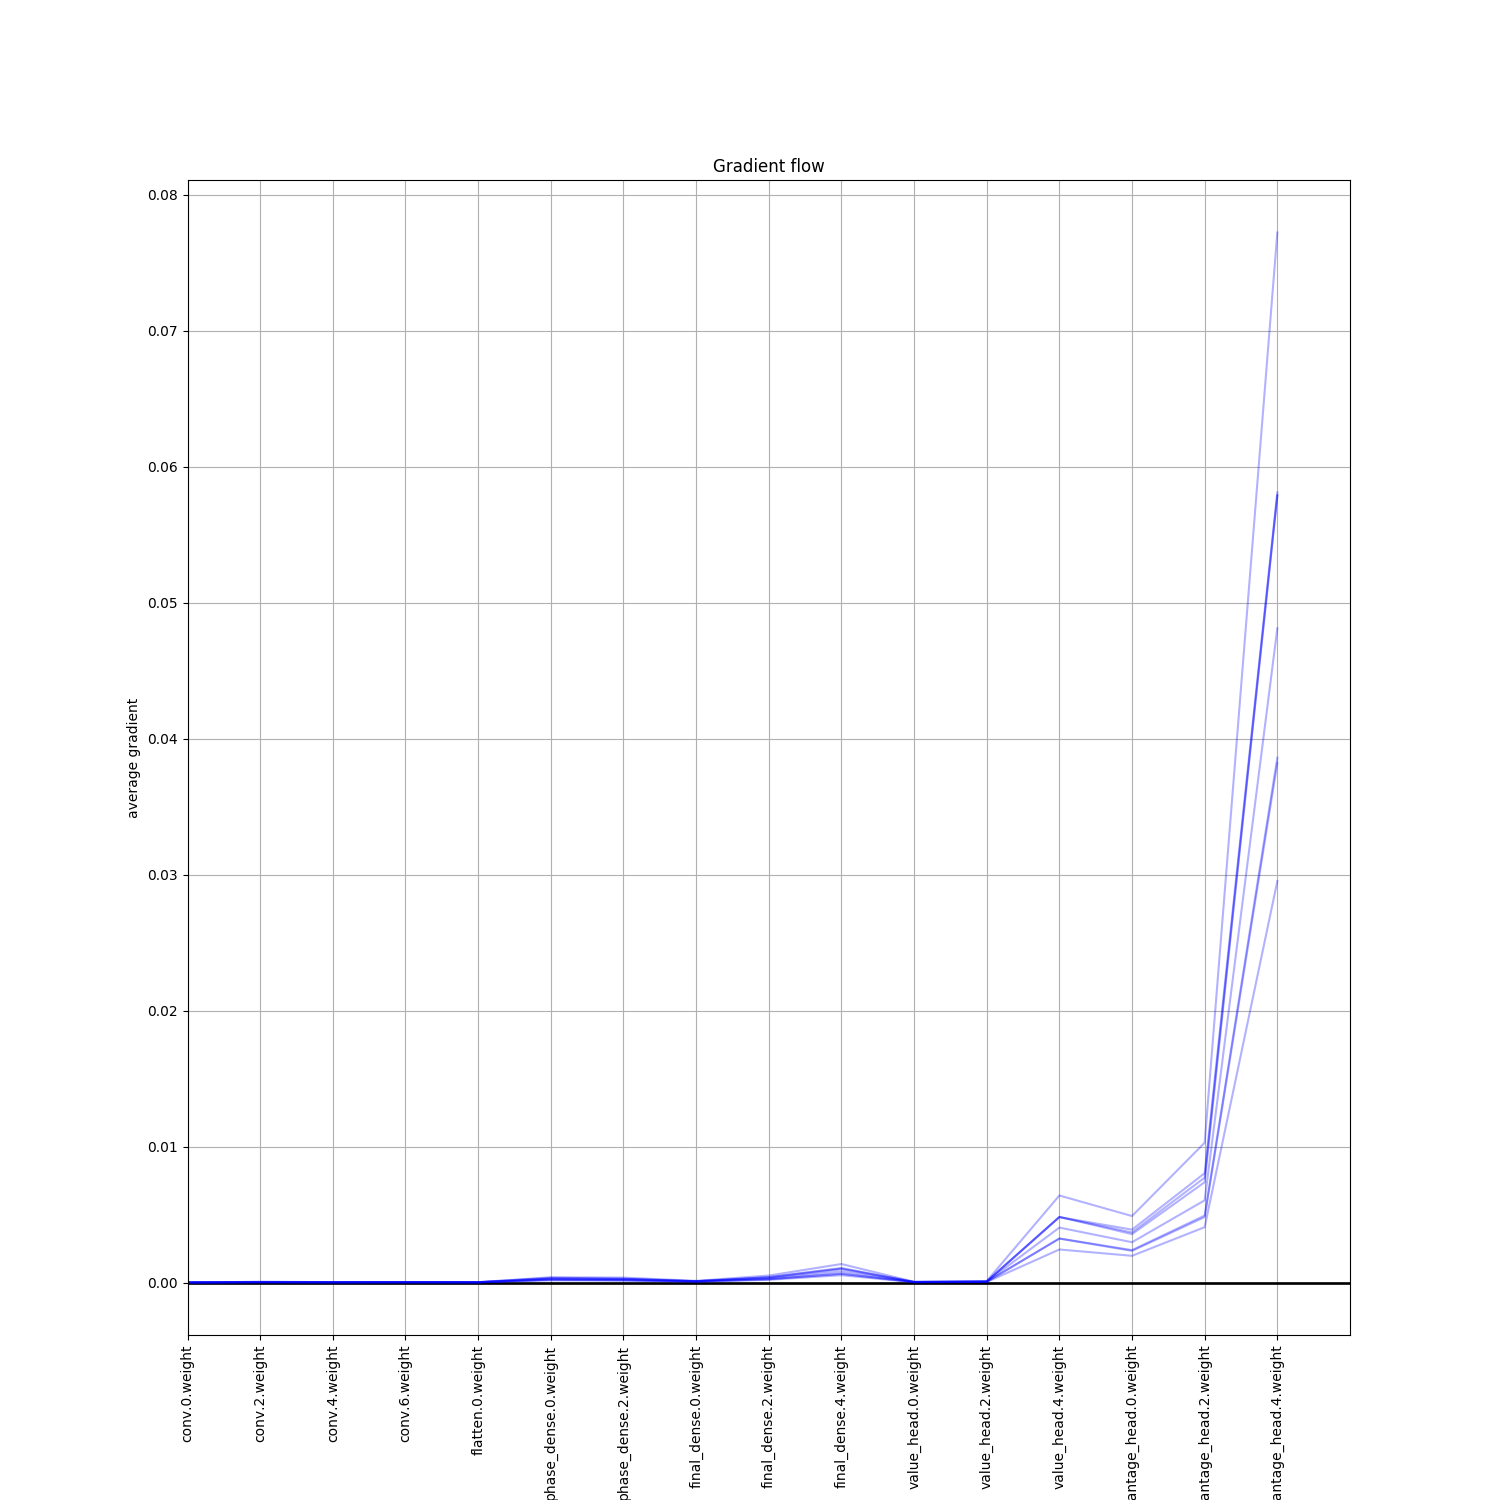 Gradient flow
0.08
0.07
0.06
0.05
0.04
0.03
0.02
0.01
0.00
average gradient
conv.0.weight
conv.2.weight
conv.4.weight
conv.6.weight
flatten.0.weight
phase_dense.0.weight
phase_dense.2.weight
final_dense.0.weight
final_dense.2.weight
final_dense.4.weight
value_head.0.weight
value_head.2.weight
value_head.4.weight
antage_head.0.weight
antage_head.2.weight
antage_head.4.weight